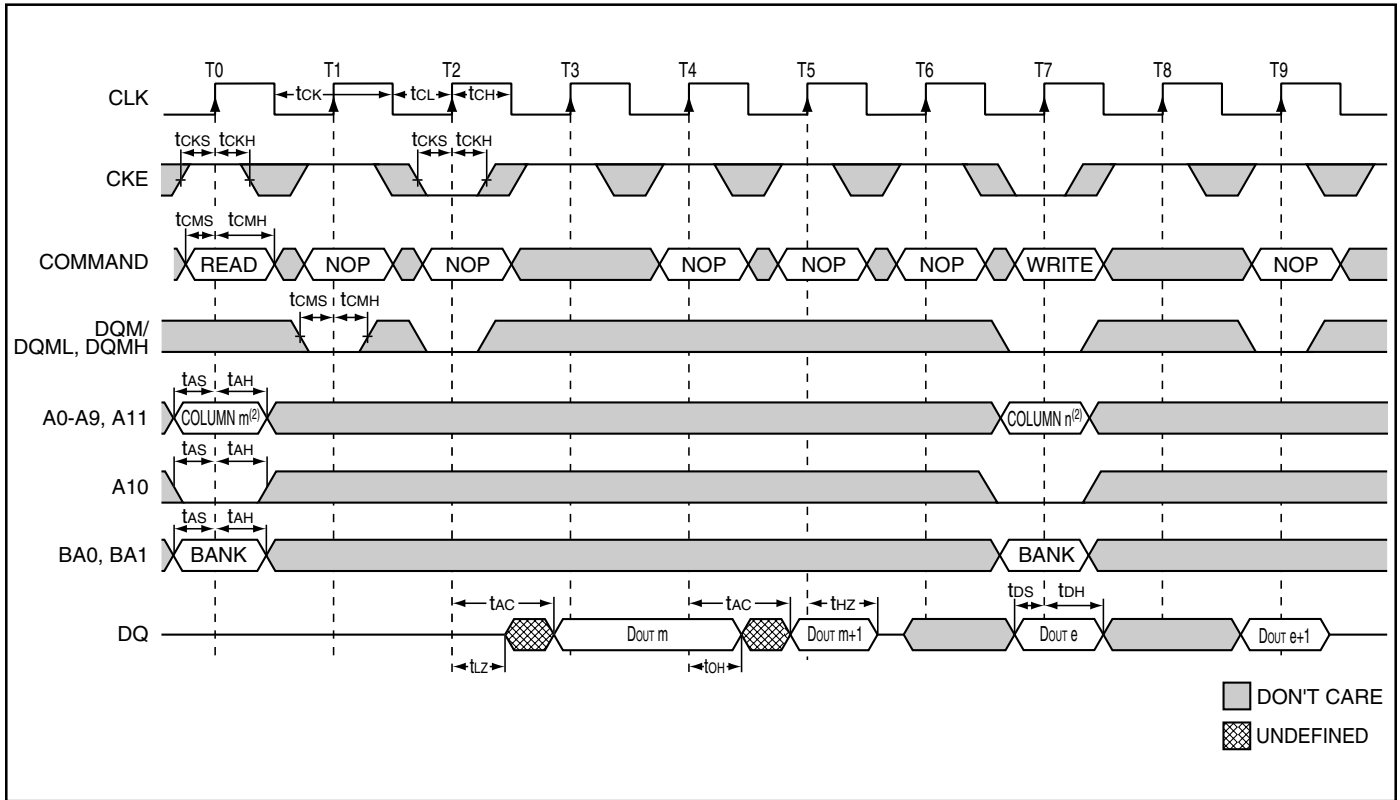 T0 T1 T2 T3 T4 T5 T6 T7 T8 T9
CLK tCK tCL tCH
tCKS tCKH tCKS tCKH
CKE
tCMS tCMH
COMMAND READ NOP NOP NOP NOP NOP WRITE NOP
tCMS tCMH
DQM/
DQML, DQMH
tAS tAH
A0-A9, A11 COLUMN m(2) COLUMN n(2)
tAS tAH
A10
tAS tAH
BA0, BA1 BANK BANK
tAC tAC tHZ tDS tDH
DQ DOUT m DOUT m+1 DOUT e DOUT e+1
tLZ tOH
DON'T CARE
UNDEFINED